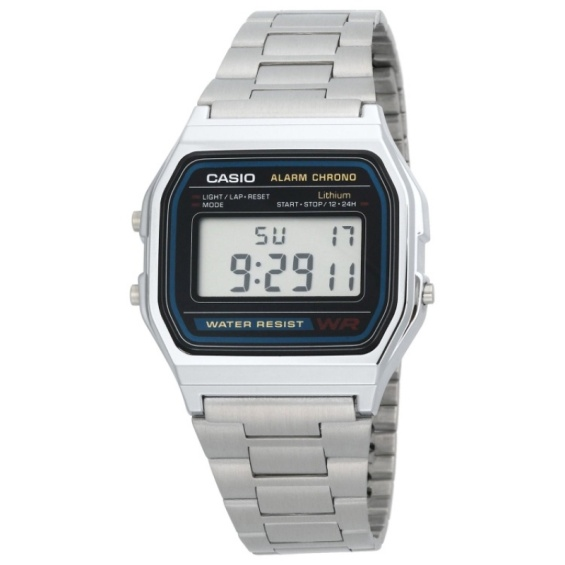 CASIO ALARM CHRONO
LIGHT / LAP • RESET Lithium
MODE START • STOP / 12 • 24H
SU 17
9:29 11
WATER RESIST WR